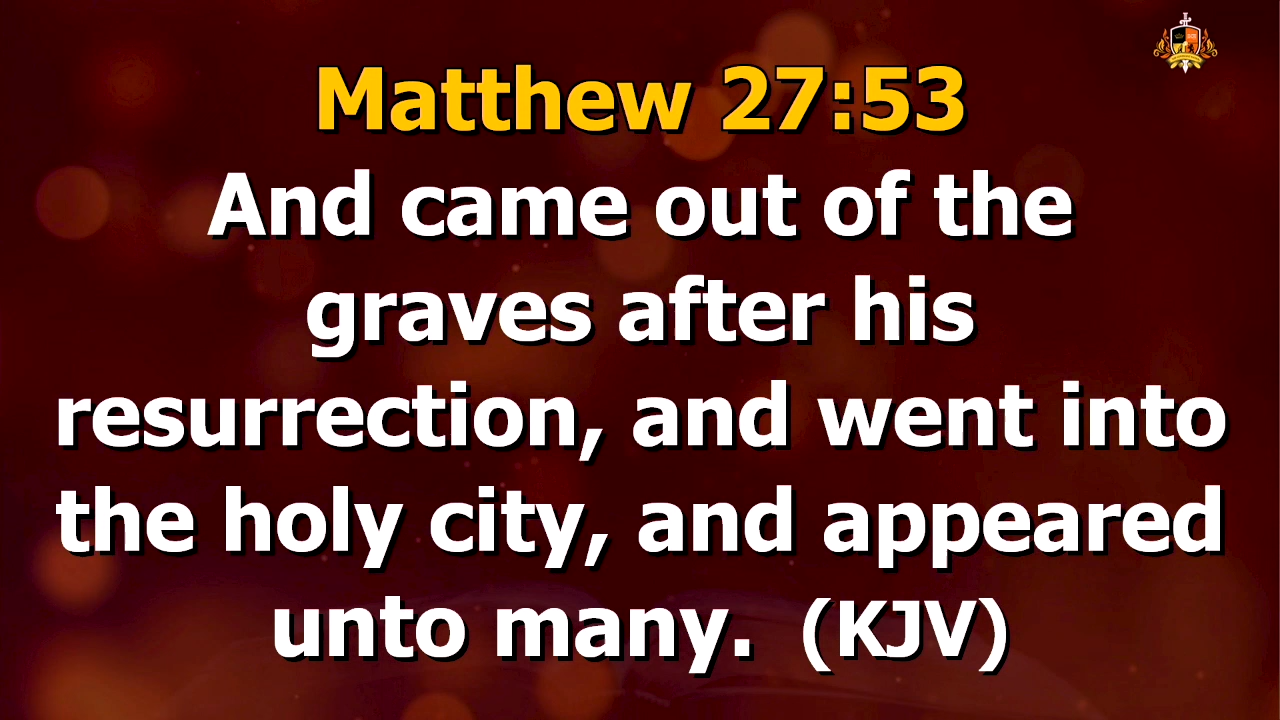 Matthew 27:53
And came out of the
graves after his
resurrection, and went into
the holy city, and appeared
unto many. (KJV)